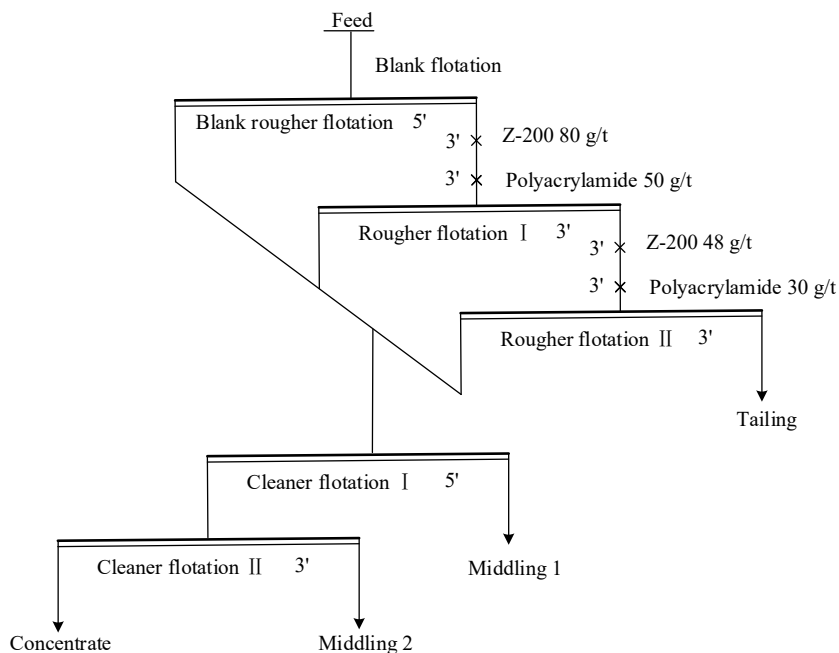 Feed
Blank flotation
Blank rougher flotation 5'
3' Z-200 80 g/t
3' Polyacrylamide 50 g/t
Rougher flotation Ⅰ 3'
3' Z-200 48 g/t
3' Polyacrylamide 30 g/t
Rougher flotation Ⅱ 3'
Tailing
Cleaner flotation Ⅰ 5'
Cleaner flotation Ⅱ 3'
Middling 1
Concentrate
Middling 2